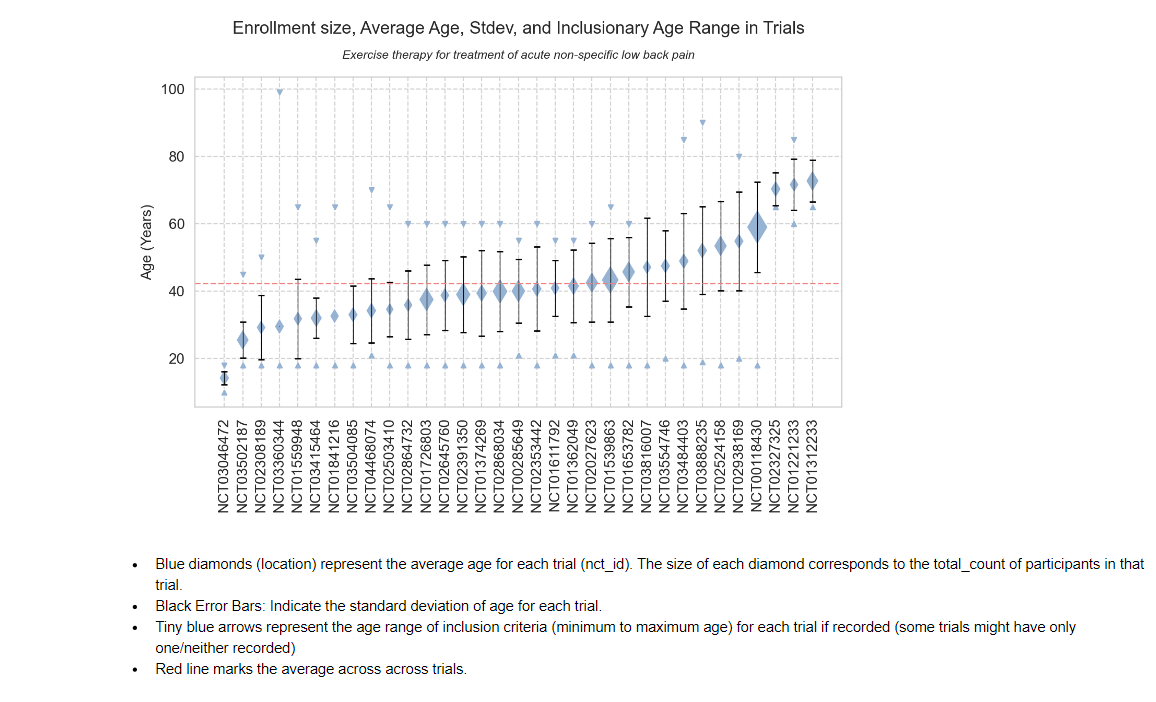 Enrollment size, Average Age, Stdev, and Inclusionary Age Range in Trials
Exercise therapy for treatment of acute non-specific low back pain
100
80
60
40
20
Age (Years)
NCT03046472
NCT03502187
NCT02308189
NCT03360344
NCT01559948
NCT03415464
NCT01841216
NCT03504085
NCT04468074
NCT02503410
NCT02864732
NCT01726803
NCT02645760
NCT02391350
NCT01374269
NCT02868034
NCT00285649
NCT02353442
NCT01611792
NCT01362049
NCT02027623
NCT01539863
NCT01653782
NCT03816007
NCT03554746
NCT03484403
NCT03888235
NCT02524158
NCT02938169
NCT00118430
NCT02327325
NCT01221233
NCT01312233
• Blue diamonds (location) represent the average age for each trial (nct_id). The size of each diamond corresponds to the total_count of participants in that
trial.
• Black Error Bars: Indicate the standard deviation of age for each trial.
• Tiny blue arrows represent the age range of inclusion criteria (minimum to maximum age) for each trial if recorded (some trials might have only
one/neither recorded)
• Red line marks the average across across trials.